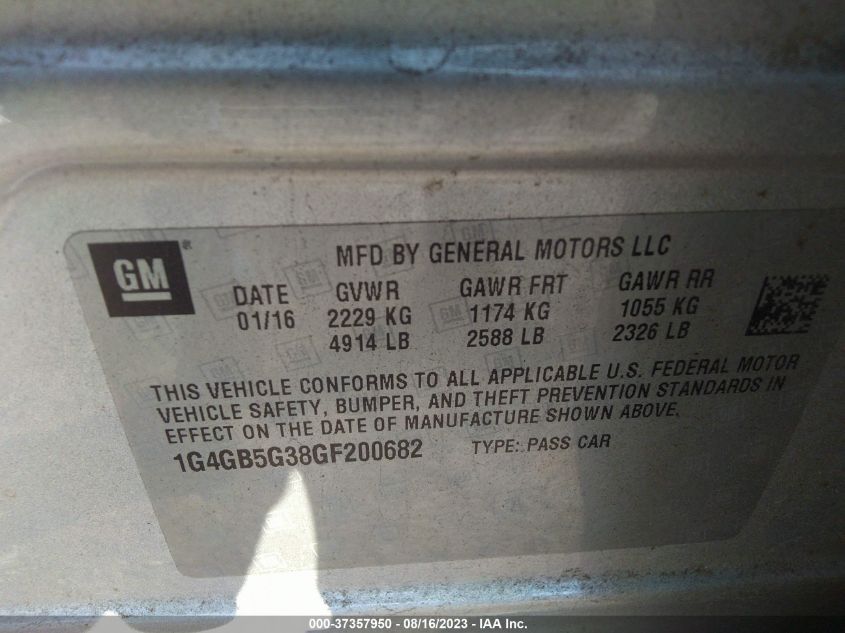 GM
MFD BY GENERAL MOTORS LLC
DATE GVWR GAWR FRT GAWR RR
01/16 2229 KG 1174 KG 1055 KG
4914 LB 2588 LB 2326 LB
THIS VEHICLE CONFORMS TO ALL APPLICABLE U.S. FEDERAL MOTOR
VEHICLE SAFETY, BUMPER, AND THEFT PREVENTION STANDARDS IN
EFFECT ON THE DATE OF MANUFACTURE SHOWN ABOVE.
1G4GB5G38GF200682 TYPE: PASS CAR
000-37357950 - 08/16/2023 - IAA Inc.